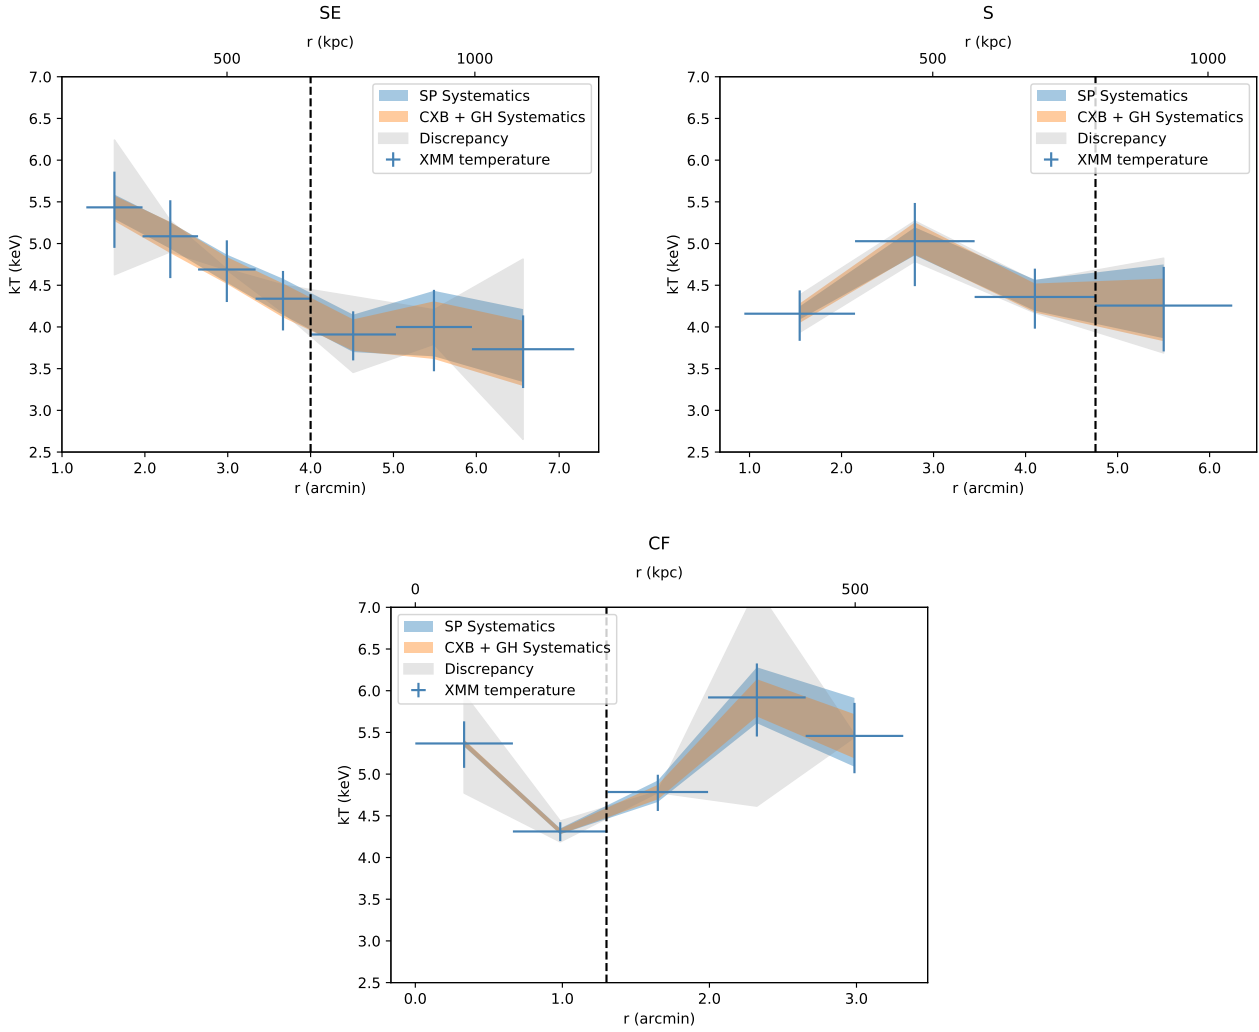 SE
r (kpc)
500 1000
7.0
6.5
6.0
5.5
5.0
4.5
4.0
3.5
3.0
2.5
kT (keV)
SP Systematics
CXB + GH Systematics
Discrepancy
XMM temperature
1.0 2.0 3.0 4.0 5.0 6.0 7.0
r (arcmin)
S
r (kpc)
500 1000
7.0
6.5
6.0
5.5
5.0
4.5
4.0
3.5
3.0
2.5
kT (keV)
SP Systematics
CXB + GH Systematics
Discrepancy
XMM temperature
1.0 2.0 3.0 4.0 5.0 6.0
r (arcmin)
CF
r (kpc)
0 500
7.0
6.5
6.0
5.5
5.0
4.5
4.0
3.5
3.0
2.5
kT (keV)
SP Systematics
CXB + GH Systematics
Discrepancy
XMM temperature
0.0 1.0 2.0 3.0
r (arcmin)